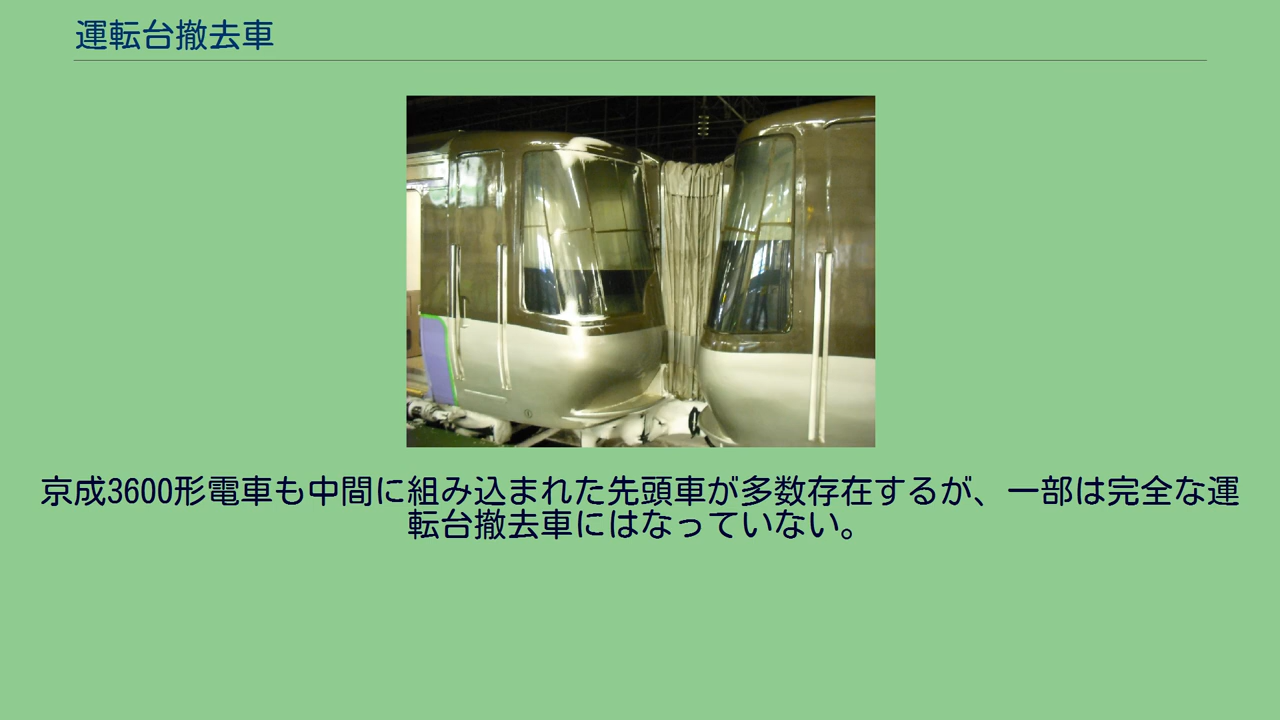 運転台撤去車
京成3600形電車も中間に組み込まれた先頭車が多数存在するが、一部は完全な運
転台撤去車にはなっていない。